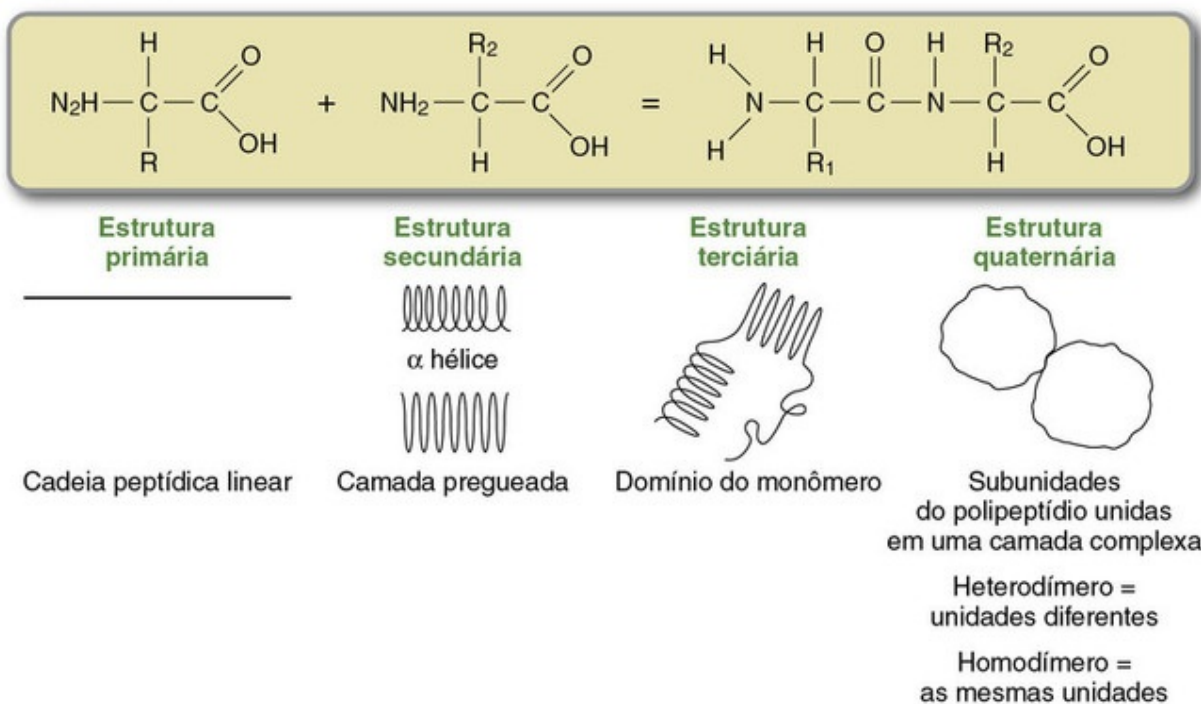 H O R2 O H O H R2 O
N2H—C—C + NH2—C—C = N—C—C—N—C—C
R OH H OH H R1 H OH
Estrutura primária
Estrutura secundária
Estrutura terciária
Estrutura quaternária
α hélice
Cadeia peptídica linear
Camada pregueada
Domínio do monômero
Subunidades
do polipeptídio unidas
em uma camada complexa
Heterodímero =
unidades diferentes
Homodímero =
as mesmas unidades